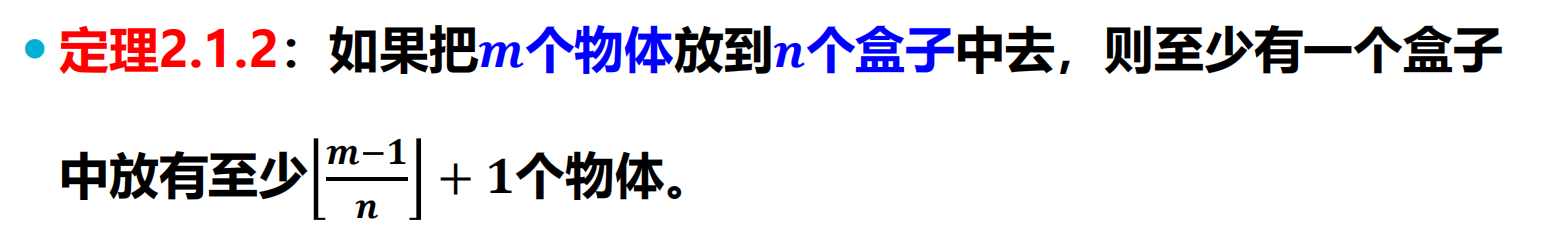 • 定理2.1.2：如果把m个物体放到n个盒子中去，则至少有一个盒子
中放有至少⌊(m−1)/n⌋ + 1个物体。